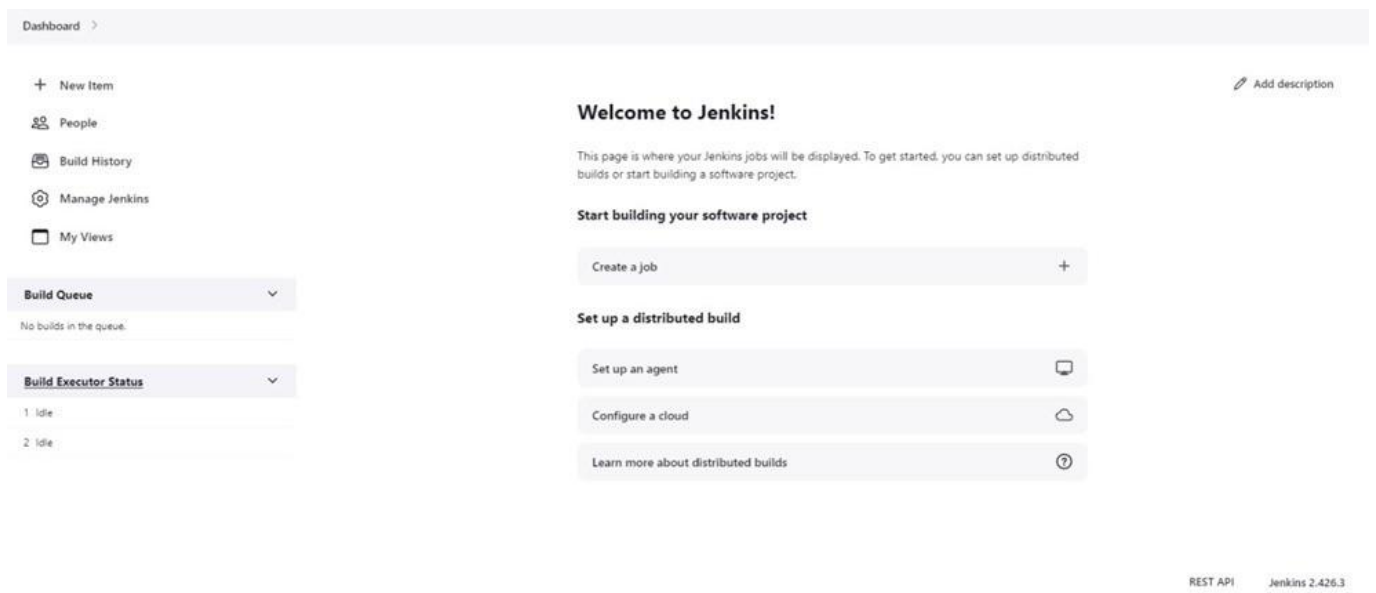 Dashboard
New Item
People
Build History
Manage Jenkins
My Views
Build Queue
No builds in the queue.
Build Executor Status
1 Idle
2 Idle
Add description
Welcome to Jenkins!
This page is where your Jenkins jobs will be displayed. To get started, you can set up distributed
builds or start building a software project.
Start building your software project
Create a job
Set up a distributed build
Set up an agent
Configure a cloud
Learn more about distributed builds
REST API
Jenkins 2.426.3